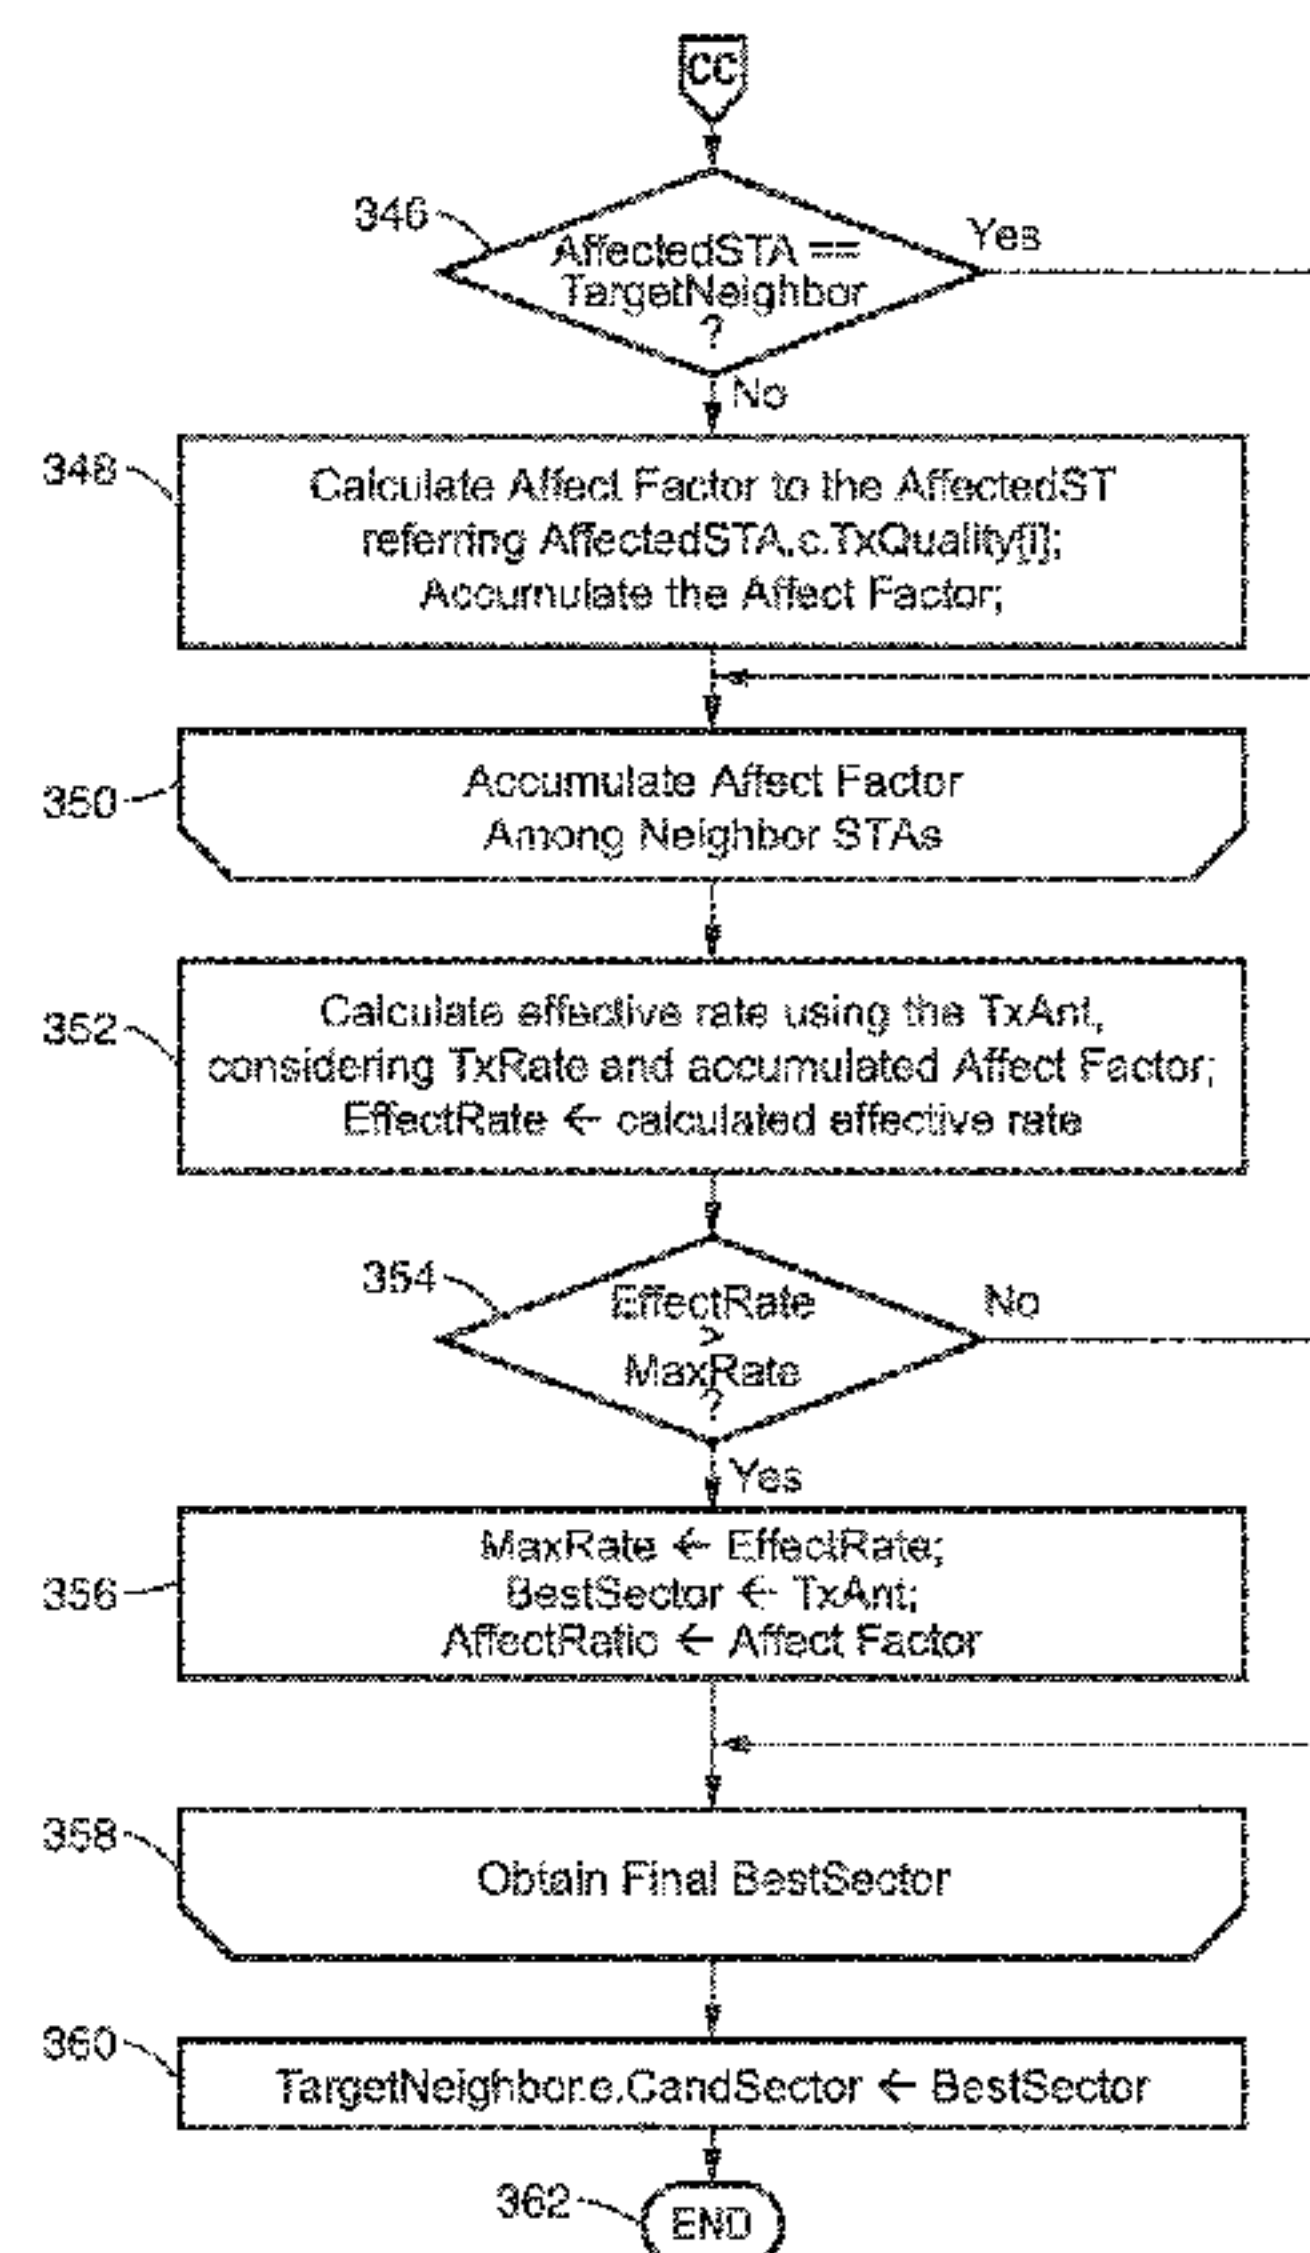 CC
346
AffectedSTA ==
TargetNeighbor
?
Yes
No
348
Calculate Affect Factor to the AffectedST
referring AffectedSTA.c.TxQuality[i];
Accumulate the Affect Factor;
350
Accumulate Affect Factor
Among Neighbor STAs
352
Calculate effective rate using the TxAnt,
considering TxRate and accumulated Affect Factor;
EffectRate ← calculated effective rate
354
EffectRate
>
MaxRate
?
No
Yes
356
MaxRate ← EffectRate;
BestSector ← TxAnt;
AffectRatio ← Affect Factor
358
Obtain Final BestSector
360
TargetNeighbor.e.CandSector ← BestSector
362
END